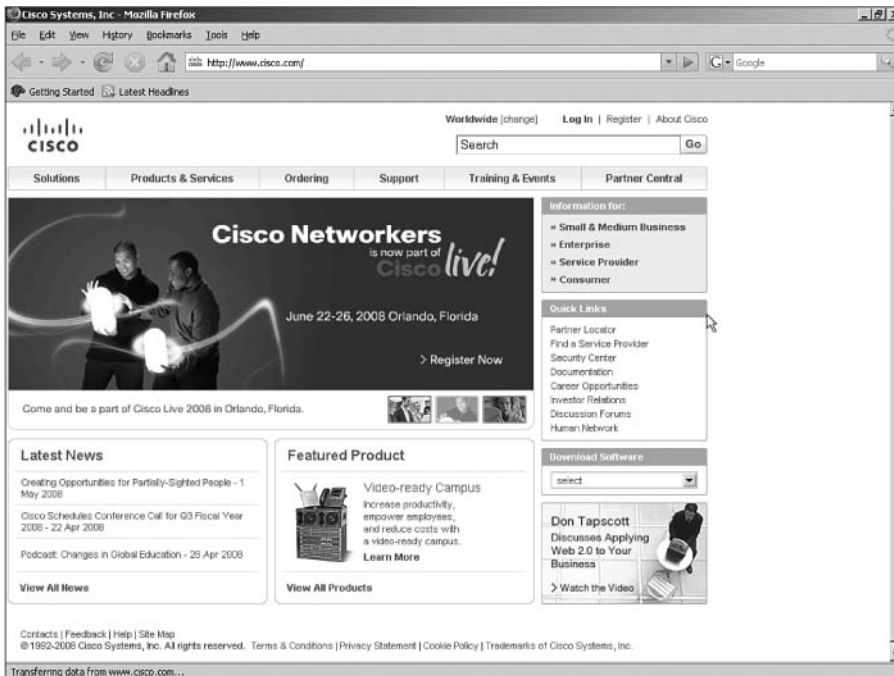 Cisco Systems, Inc - Mozilla Firefox
File Edit View History Bookmarks Tools Help
http://www.cisco.com/
Google
Getting Started Latest Headlines
Worldwide [change] Log In | Register | About Cisco
CISCO
Search Go
Solutions Products & Services Ordering Support Training & Events Partner Central
Cisco Networkers
is now part of
Cisco live!
June 22-26, 2008 Orlando, Florida
> Register Now
Come and be a part of Cisco Live 2008 in Orlando, Florida.
Information for:
» Small & Medium Business
» Enterprise
» Service Provider
» Consumer
Quick Links
Partner Locator
Find a Service Provider
Security Center
Documentation
Career Opportunities
Investor Relations
Discussion Forums
Human Network
Latest News
Creating Opportunities for Partially-Sighted People - 1
May 2008
Cisco Schedules Conference Call for Q3 Fiscal Year
2008 - 22 Apr 2008
Podcast: Changes in Global Education - 28 Apr 2008
View All News
Featured Product
Video-ready Campus
Increase productivity,
empower employees,
and reduce costs with
a video-ready campus.
Learn More
View All Products
Download Software
select
Don Tapscott
Discusses Applying
Web 2.0 to Your
Business
> Watch the Video
Contacts | Feedback | Help | Site Map
© 1992-2008 Cisco Systems, Inc. All rights reserved. Terms & Conditions | Privacy Statement | Cookie Policy | Trademarks of Cisco Systems, Inc.
Transferring data from www.cisco.com...